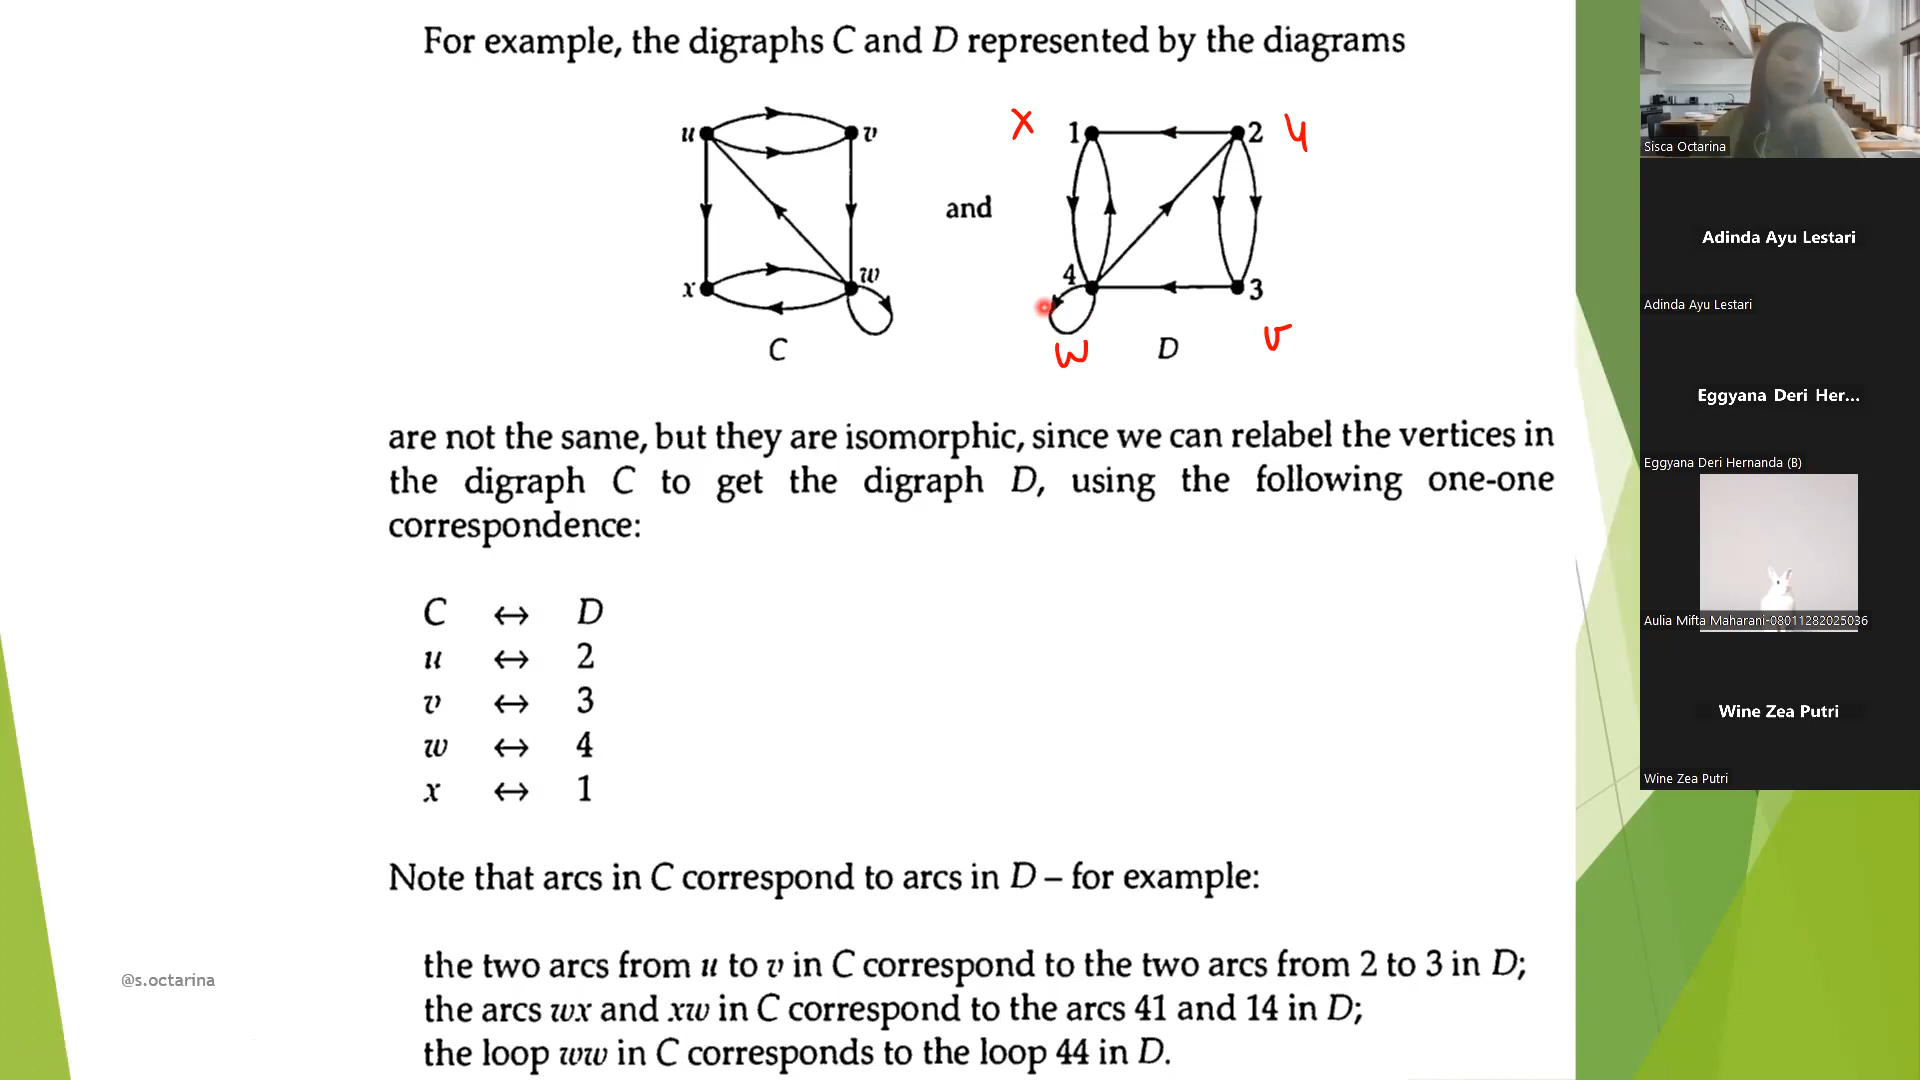 For example, the digraphs C and D represented by the diagrams
u
v
x
w
C
and
X
1
2
u
4
3
w
D
v
are not the same, but they are isomorphic, since we can relabel the vertices in
the digraph C to get the digraph D, using the following one-one
correspondence:
C ↔ D
u ↔ 2
v ↔ 3
w ↔ 4
x ↔ 1
Note that arcs in C correspond to arcs in D – for example:
the two arcs from u to v in C correspond to the two arcs from 2 to 3 in D;
the arcs wx and xw in C correspond to the arcs 41 and 14 in D;
the loop ww in C corresponds to the loop 44 in D.
@s.octarina
Sisca Octarina
Adinda Ayu Lestari
Adinda Ayu Lestari
Eggyana Deri Her...
Eggyana Deri Hernanda (B)
Aulia Mifta Maharani-08011282025036
Wine Zea Putri
Wine Zea Putri